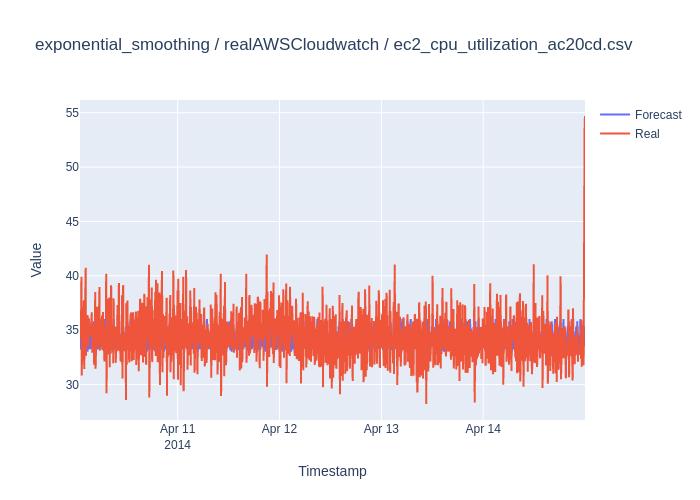 exponential_smoothing / realAWSCloudwatch / ec2_cpu_utilization_ac20cd.csv
Forecast
Real
55
50
45
40
35
30
Value
Apr 11
2014
Apr 12
Apr 13
Apr 14
Timestamp